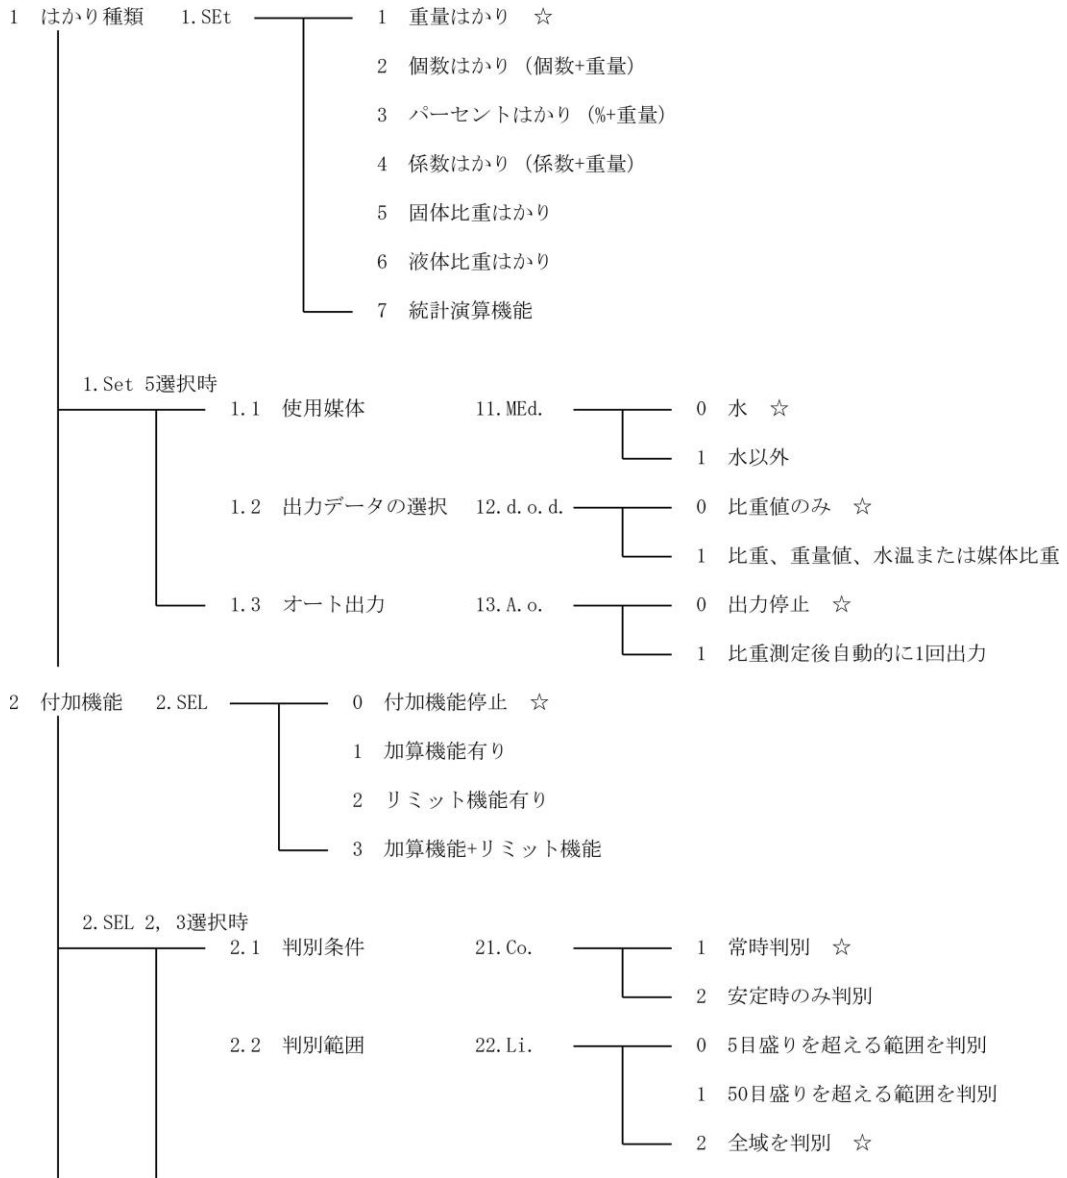 1 はかり種類 1.SEt 1 重量はかり ☆
2 個数はかり (個数+重量)
3 パーセントはかり (%+重量)
4 係数はかり (係数+重量)
5 固体比重はかり
6 液体比重はかり
7 統計演算機能
1.Set 5選択時
1.1 使用媒体 11.MEd. 0 水 ☆
1 水以外
1.2 出力データの選択 12.d.o.d. 0 比重値のみ ☆
1 比重、重量値、水温または媒体比重
1.3 オート出力 13.A.o. 0 出力停止 ☆
1 比重測定後自動的に1回出力
2 付加機能 2.SEL 0 付加機能停止 ☆
1 加算機能有り
2 リミット機能有り
3 加算機能+リミット機能
2.SEL 2, 3選択時
2.1 判別条件 21.Co. 1 常時判別 ☆
2 安定時のみ判別
2.2 判別範囲 22.Li. 0 5目盛りを超える範囲を判別
1 50目盛りを超える範囲を判別
2 全域を判別 ☆